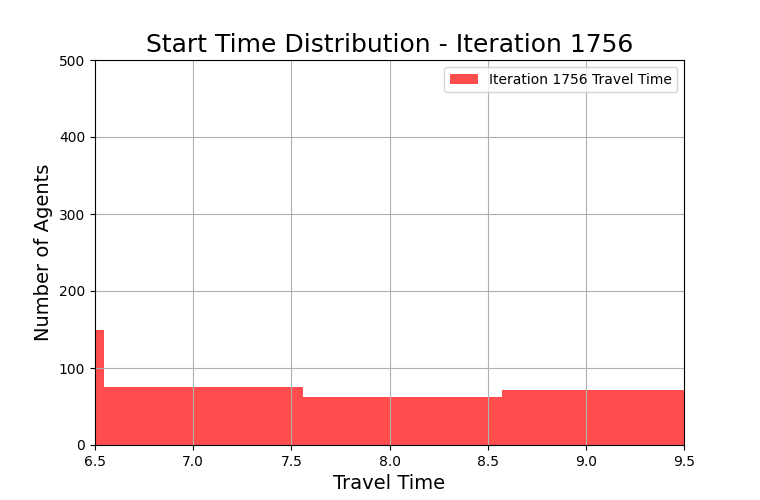 Start Time Distribution - Iteration 1756
500
400
300
200
100
0
Number of Agents
Iteration 1756 Travel Time
6.5 7.0 7.5 8.0 8.5 9.0 9.5
Travel Time